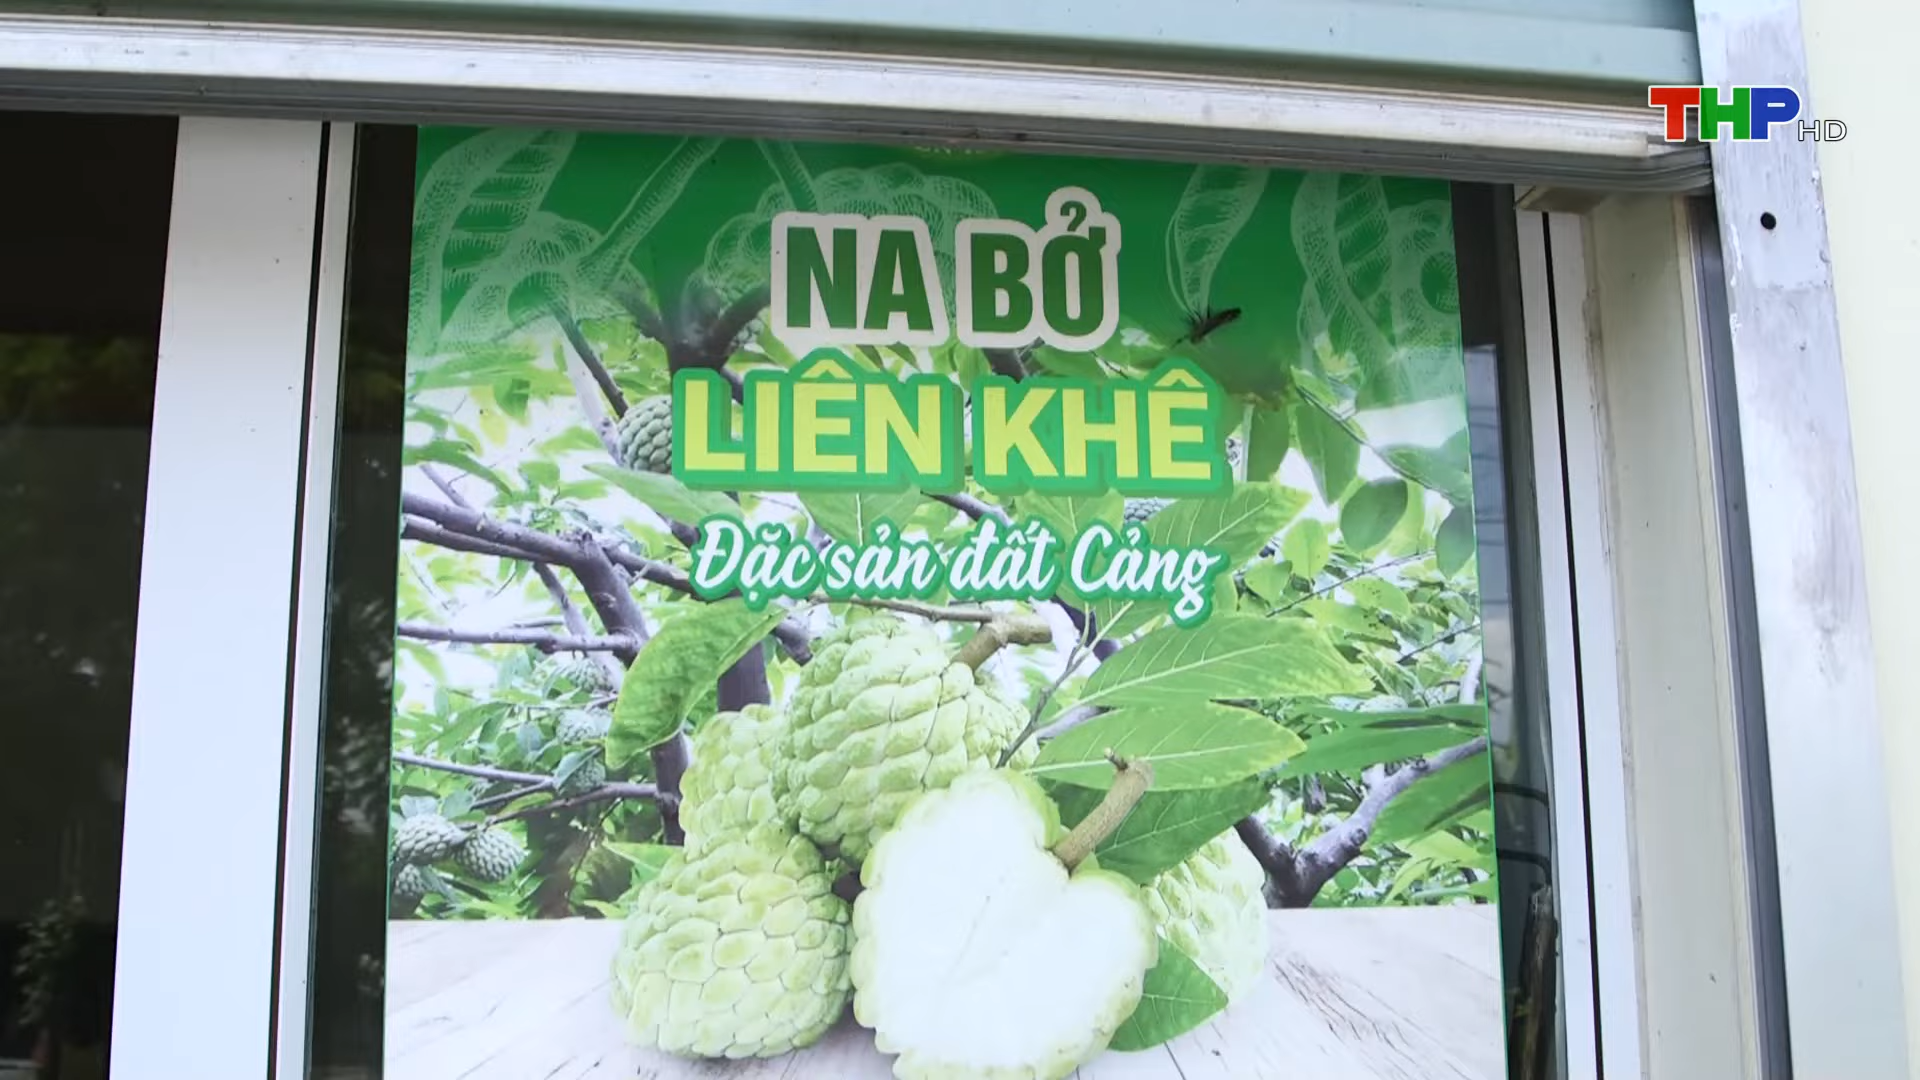 THP HD
NA BỞ
LIÊN KHÊ
Đặc sản đất Cảng